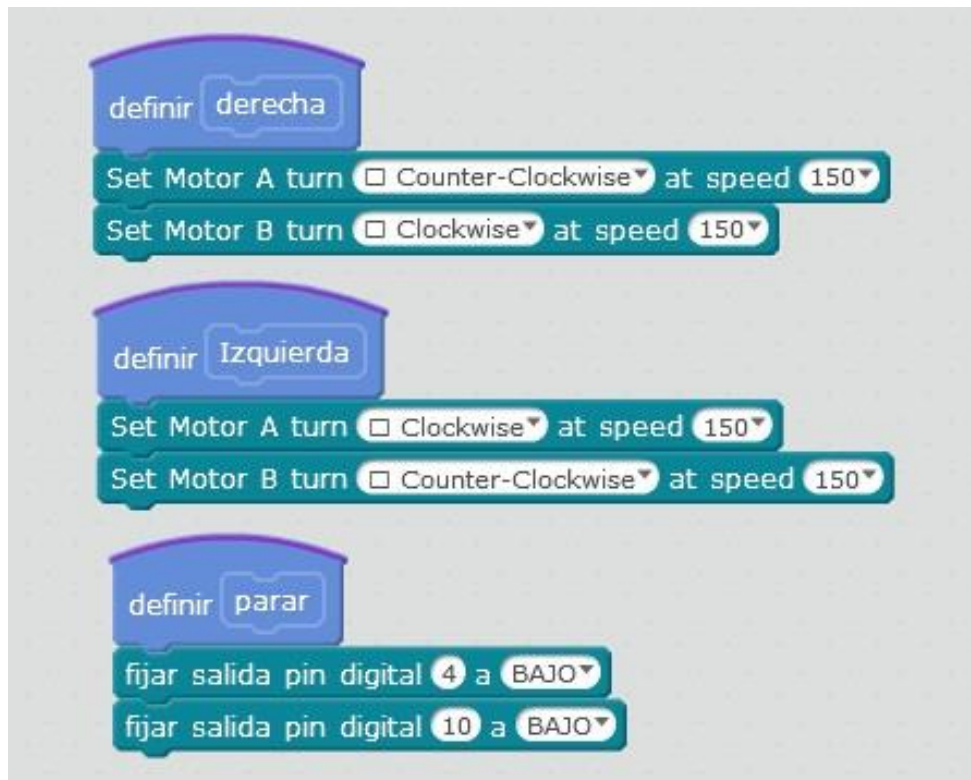 definir derecha
Set Motor A turn □ Counter-Clockwise at speed 150
Set Motor B turn □ Clockwise at speed 150
definir Izquierda
Set Motor A turn □ Clockwise at speed 150
Set Motor B turn □ Counter-Clockwise at speed 150
definir parar
fijar salida pin digital 4 a BAJO
fijar salida pin digital 10 a BAJO